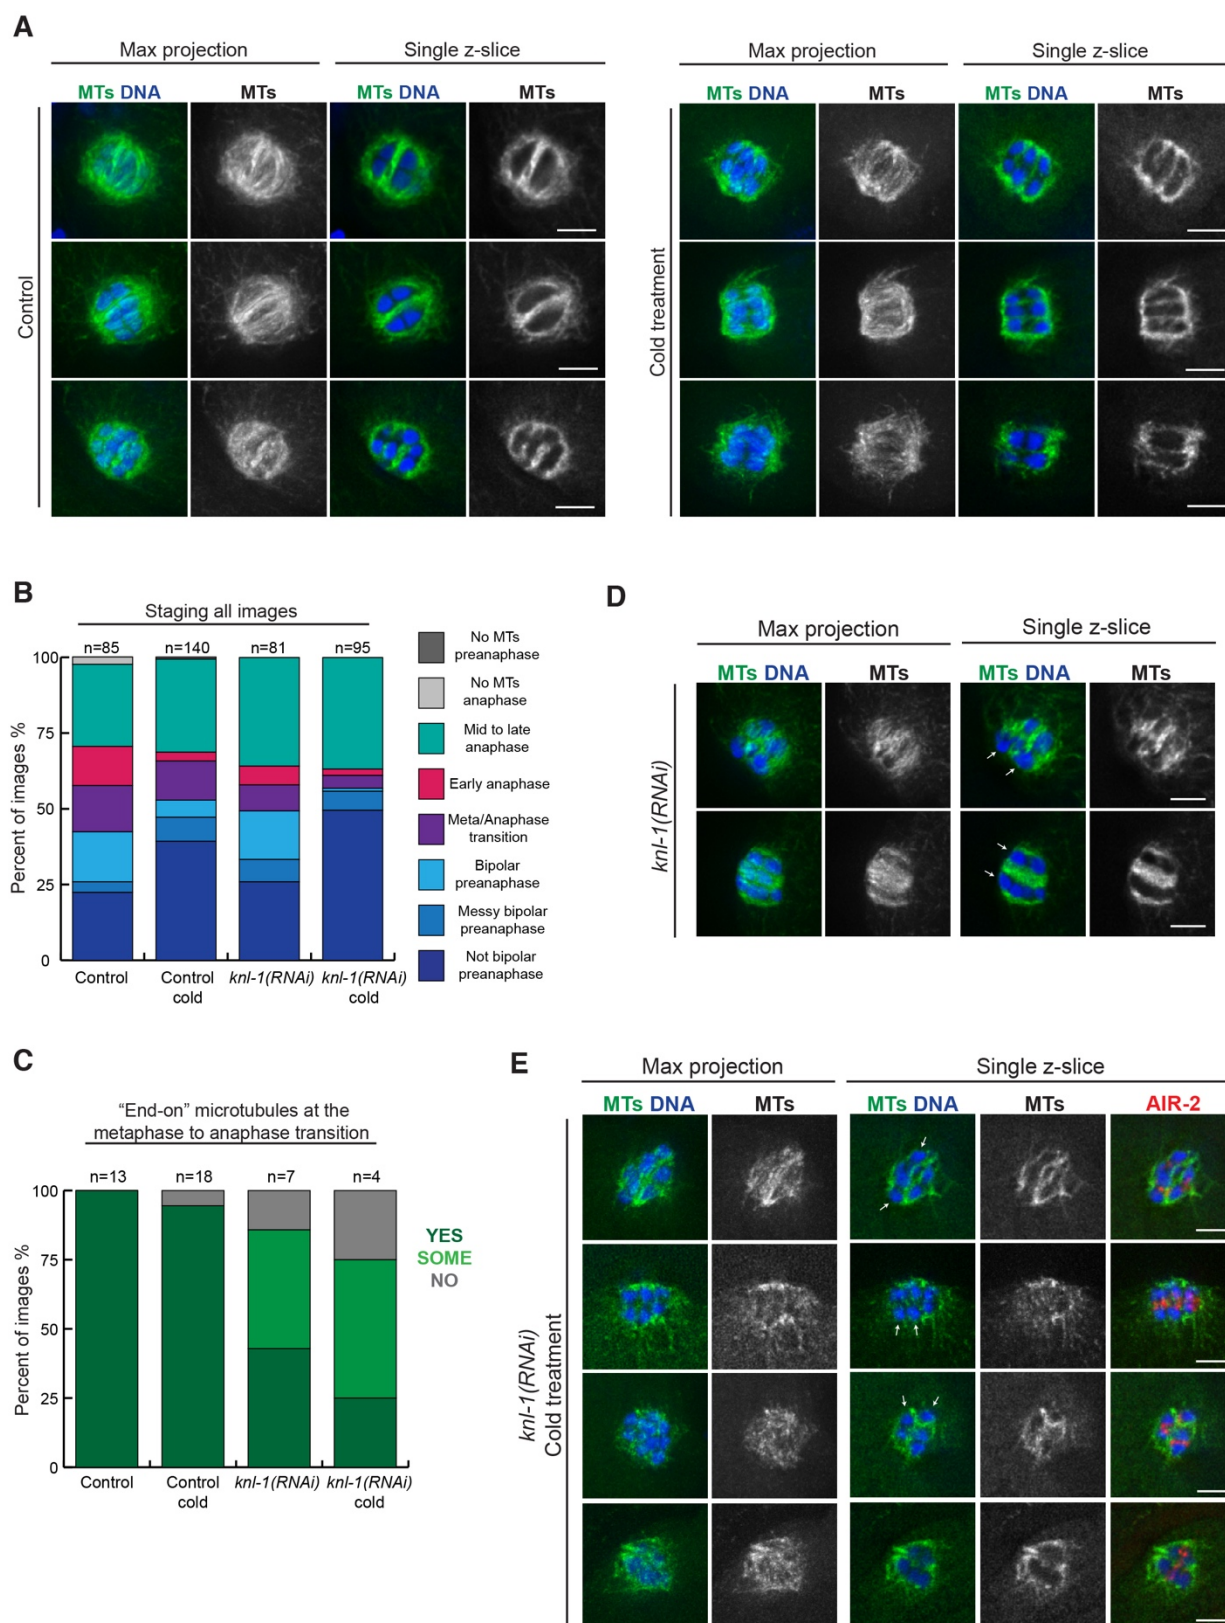 A
Max projection
Single z-slice
Max projection
Single z-slice
MTs DNA
MTs
MTs DNA
MTs
MTs DNA
MTs
MTs DNA
MTs
Control
Cold treatment
B
Staging all images
n=85
n=140
n=81
n=95
100
75
50
25
0
Percent of images %
Control
Control
cold
knl-1(RNAi)
knl-1(RNAi)
cold
No MTs
preanaphase
No MTs
anaphase
Mid to late
anaphase
Early anaphase
Meta/Anaphase
transition
Bipolar
preanaphase
Messy bipolar
preanaphase
Not bipolar
preanaphase
D
Max projection
Single z-slice
MTs DNA
MTs
MTs DNA
MTs
knl-1(RNAi)
C
“End-on” microtubules at the
metaphase to anaphase transition
n=13
n=18
n=7
n=4
100
75
50
25
0
Percent of images %
Control
Control
cold
knl-1(RNAi)
knl-1(RNAi)
cold
YES
SOME
NO
E
Max projection
Single z-slice
MTs DNA
MTs
MTs DNA
MTs
AIR-2
knl-1(RNAi)
Cold treatment